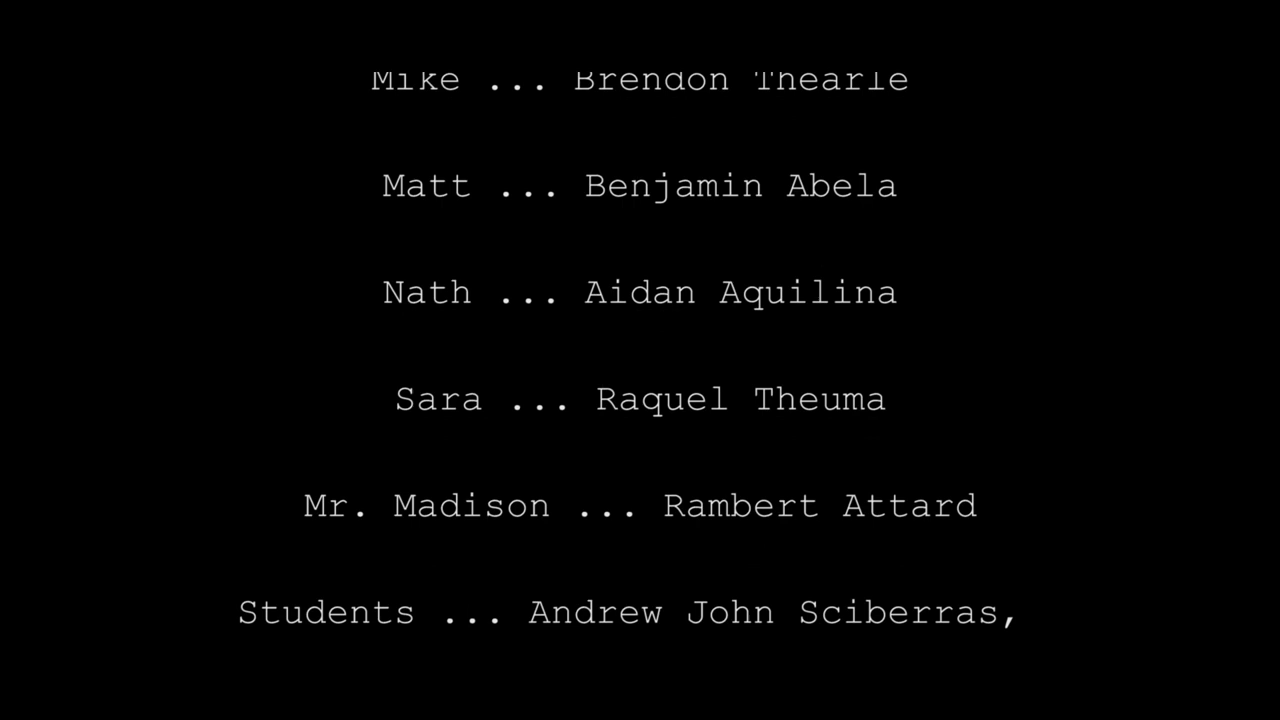 Mike ... Brendon Thearle
Matt ... Benjamin Abela
Nath ... Aidan Aquilina
Sara ... Raquel Theuma
Mr. Madison ... Rambert Attard
Students ... Andrew John Sciberras,